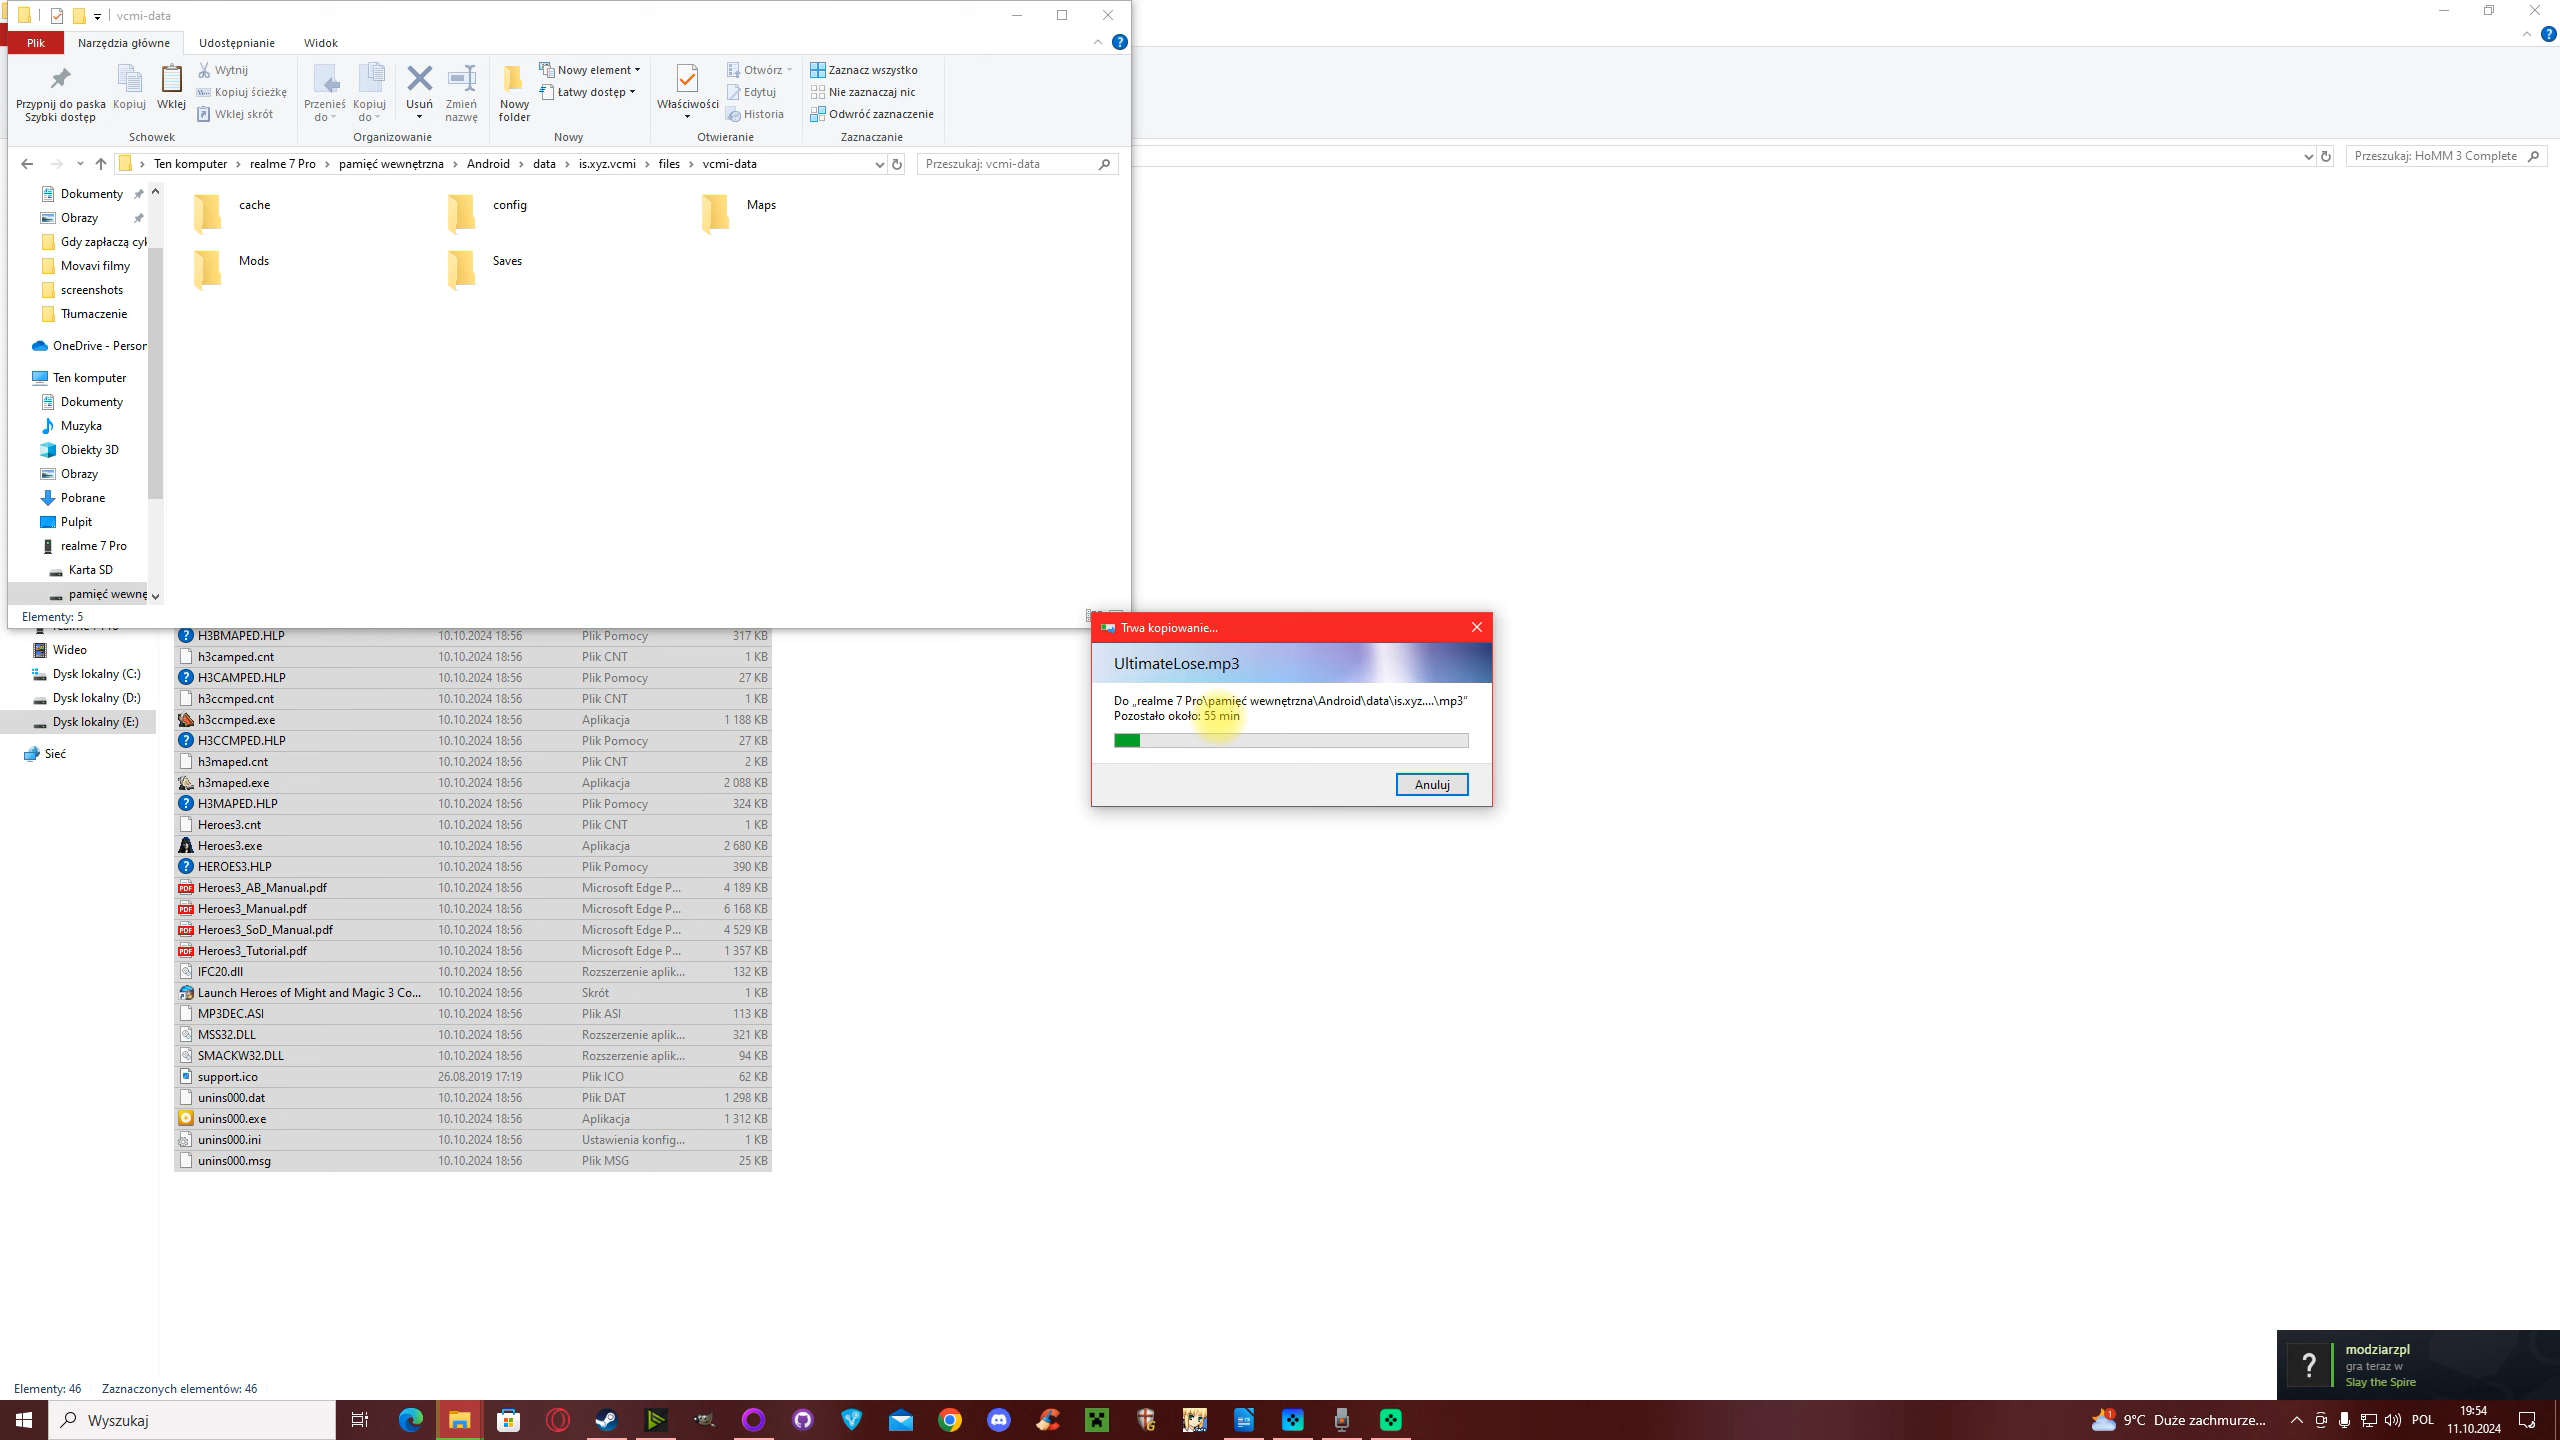 vcmi-data
Plik
Narzędzia główne
Udostępnianie
Widok
Przypnij do paska
Szybki dostęp
Kopiuj
Wklej
Wytnij
Kopiuj ścieżkę
Wklej skrót
Schowek
Przenieś
do
Kopiuj
do
Usuń
Zmień
nazwę
Organizowanie
Nowy
folder
Nowy element
Łatwy dostęp
Nowy
Właściwości
Otwórz
Edytuj
Historia
Otwieranie
Zaznacz wszystko
Nie zaznaczaj nic
Odwróć zaznaczenie
Zaznaczanie
Ten komputer > realme 7 Pro > pamięć wewnętrzna > Android > data > is.xyz.vcmi > files > vcmi-data
Przeszukaj: vcmi-data
Przeszukaj: HoMM 3 Complete
Dokumenty
Obrazy
Gdy zapłaczą cyk
Movavi filmy
screenshots
Tłumaczenie
OneDrive - Person
Ten komputer
Dokumenty
Muzyka
Obiekty 3D
Obrazy
Pobrane
Pulpit
realme 7 Pro
Karta SD
pamięć wewnę
cache
config
Maps
Mods
Saves
Elementy: 5
Wideo
Dysk lokalny (C:)
Dysk lokalny (D:)
Dysk lokalny (E:)
Sieć
H3BMAPED.HLP 10.10.2024 18:56 Plik Pomocy 317 KB
h3camped.cnt 10.10.2024 18:56 Plik CNT 1 KB
H3CAMPED.HLP 10.10.2024 18:56 Plik Pomocy 27 KB
h3ccmped.cnt 10.10.2024 18:56 Plik CNT 1 KB
h3ccmped.exe 10.10.2024 18:56 Aplikacja 1 188 KB
H3CCMPED.HLP 10.10.2024 18:56 Plik Pomocy 27 KB
h3maped.cnt 10.10.2024 18:56 Plik CNT 2 KB
h3maped.exe 10.10.2024 18:56 Aplikacja 2 088 KB
H3MAPED.HLP 10.10.2024 18:56 Plik Pomocy 324 KB
Heroes3.cnt 10.10.2024 18:56 Plik CNT 1 KB
Heroes3.exe 10.10.2024 18:56 Aplikacja 2 680 KB
HEROES3.HLP 10.10.2024 18:56 Plik Pomocy 390 KB
Heroes3_AB_Manual.pdf 10.10.2024 18:56 Microsoft Edge P... 4 189 KB
Heroes3_Manual.pdf 10.10.2024 18:56 Microsoft Edge P... 6 168 KB
Heroes3_SoD_Manual.pdf 10.10.2024 18:56 Microsoft Edge P... 4 529 KB
Heroes3_Tutorial.pdf 10.10.2024 18:56 Microsoft Edge P... 1 357 KB
IFC20.dll 10.10.2024 18:56 Rozszerzenie aplik... 132 KB
Launch Heroes of Might and Magic 3 Co... 10.10.2024 18:56 Skrót 1 KB
MP3DEC.ASI 10.10.2024 18:56 Plik ASI 113 KB
MSS32.DLL 10.10.2024 18:56 Rozszerzenie aplik... 321 KB
SMACKW32.DLL 10.10.2024 18:56 Rozszerzenie aplik... 94 KB
support.ico 26.08.2019 17:19 Plik ICO 62 KB
unins000.dat 10.10.2024 18:56 Plik DAT 1 298 KB
unins000.exe 10.10.2024 18:56 Aplikacja 1 312 KB
unins000.ini 10.10.2024 18:56 Ustawienia konfig... 1 KB
unins000.msg 10.10.2024 18:56 Plik MSG 25 KB
Trwa kopiowanie...
UltimateLose.mp3
Do „realme 7 Pro\pamięć wewnętrzna\Android\data\is.xyz....\mp3”
Pozostało około: 55 min
Anuluj
Elementy: 46
Zaznaczonych elementów: 46
modziarzpl
gra teraz w
Slay the Spire
Wyszukaj
9°C Duże zachmurze...
POL
19:54
11.10.2024